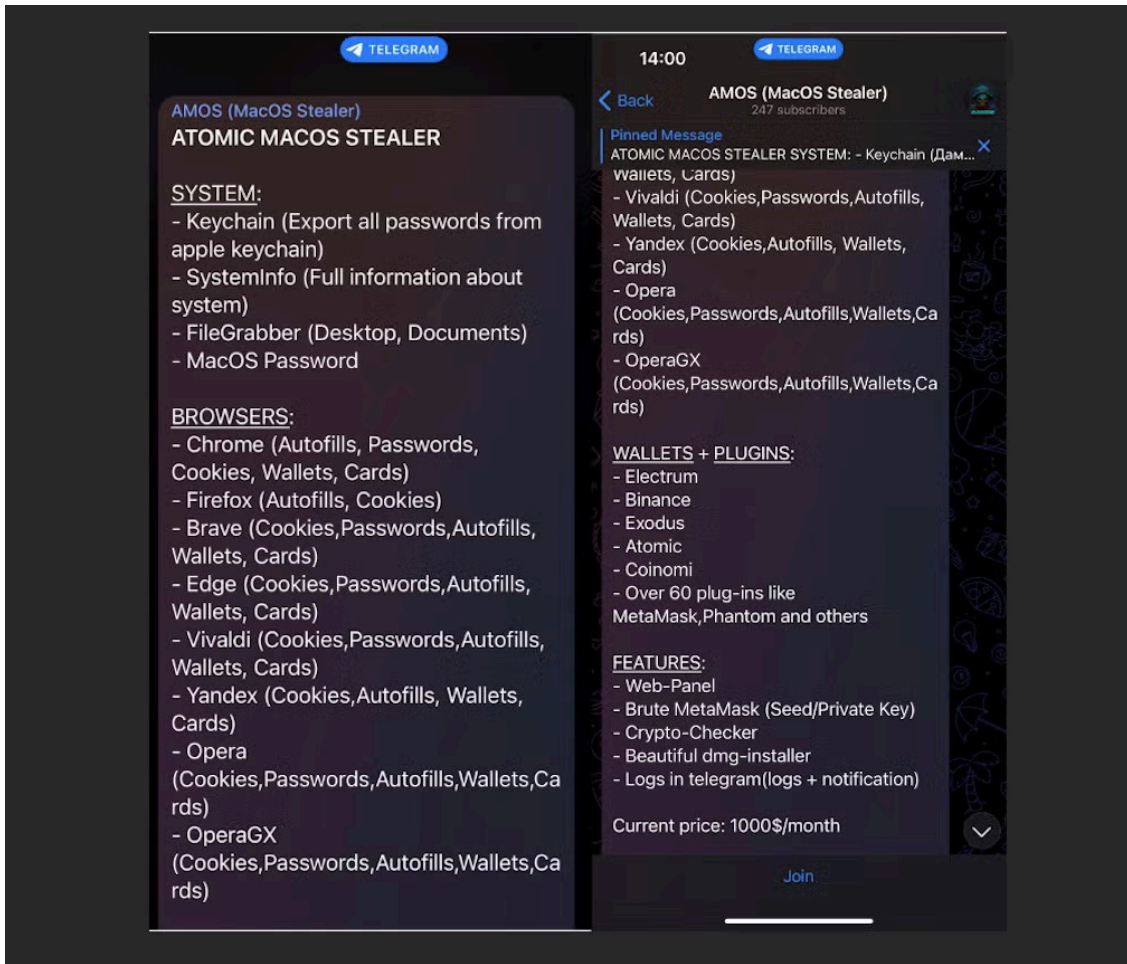 TELEGRAM
AMOS (MacOS Stealer)
ATOMIC MACOS STEALER
SYSTEM:
- Keychain (Export all passwords from
apple keychain)
- SystemInfo (Full information about
system)
- FileGrabber (Desktop, Documents)
- MacOS Password
BROWSERS:
- Chrome (Autofills, Passwords,
Cookies, Wallets, Cards)
- Firefox (Autofills, Cookies)
- Brave (Cookies,Passwords,Autofills,
Wallets, Cards)
- Edge (Cookies,Passwords,Autofills,
Wallets, Cards)
- Vivaldi (Cookies,Passwords,Autofills,
Wallets, Cards)
- Yandex (Cookies,Autofills, Wallets,
Cards)
- Opera
(Cookies,Passwords,Autofills,Wallets,Ca
rds)
- OperaGX
(Cookies,Passwords,Autofills,Wallets,Ca
rds)
14:00
TELEGRAM
Back
AMOS (MacOS Stealer)
247 subscribers
Pinned Message
ATOMIC MACOS STEALER SYSTEM: - Keychain (Дам...
Wallets, Cards)
- Vivaldi (Cookies,Passwords,Autofills,
Wallets, Cards)
- Yandex (Cookies,Autofills, Wallets,
Cards)
- Opera
(Cookies,Passwords,Autofills,Wallets,Ca
rds)
- OperaGX
(Cookies,Passwords,Autofills,Wallets,Ca
rds)
WALLETS + PLUGINS:
- Electrum
- Binance
- Exodus
- Atomic
- Coinomi
- Over 60 plug-ins like
MetaMask,Phantom and others
FEATURES:
- Web-Panel
- Brute MetaMask (Seed/Private Key)
- Crypto-Checker
- Beautiful dmg-installer
- Logs in telegram(logs + notification)
Current price: 1000$/month
Join